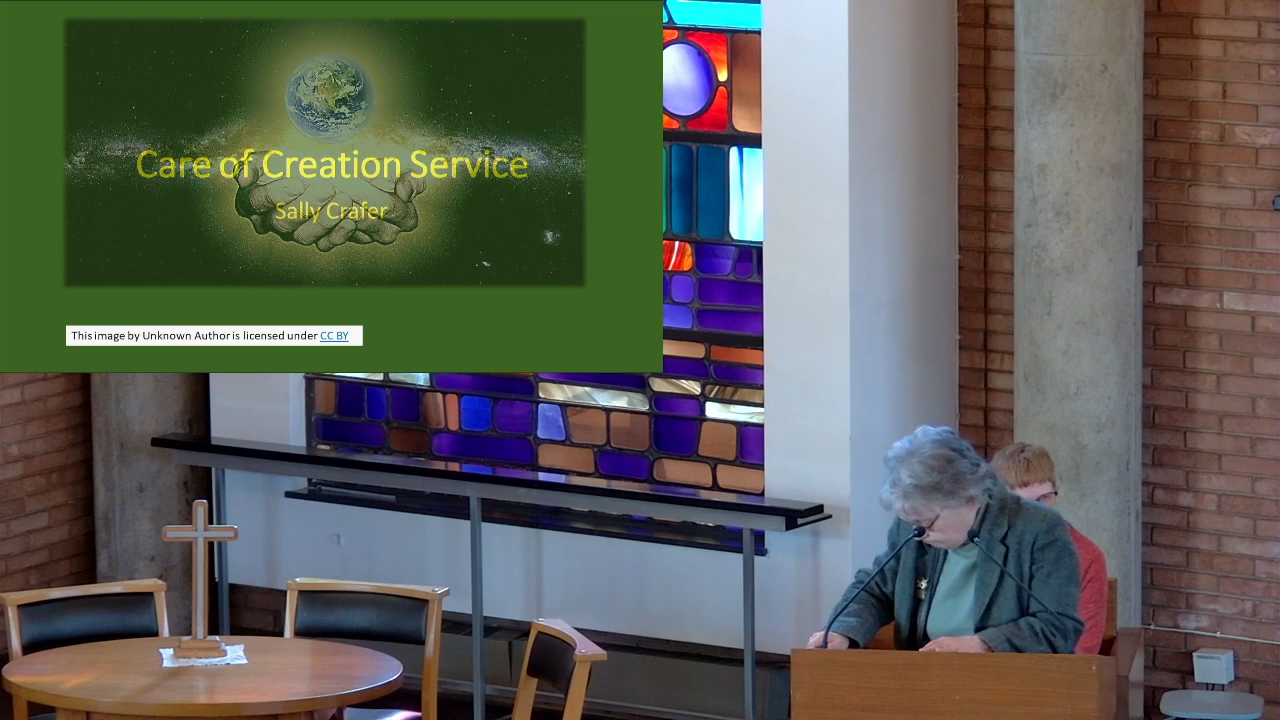 Care of Creation Service
Sally Crafer
This image by Unknown Author is licensed under CC BY